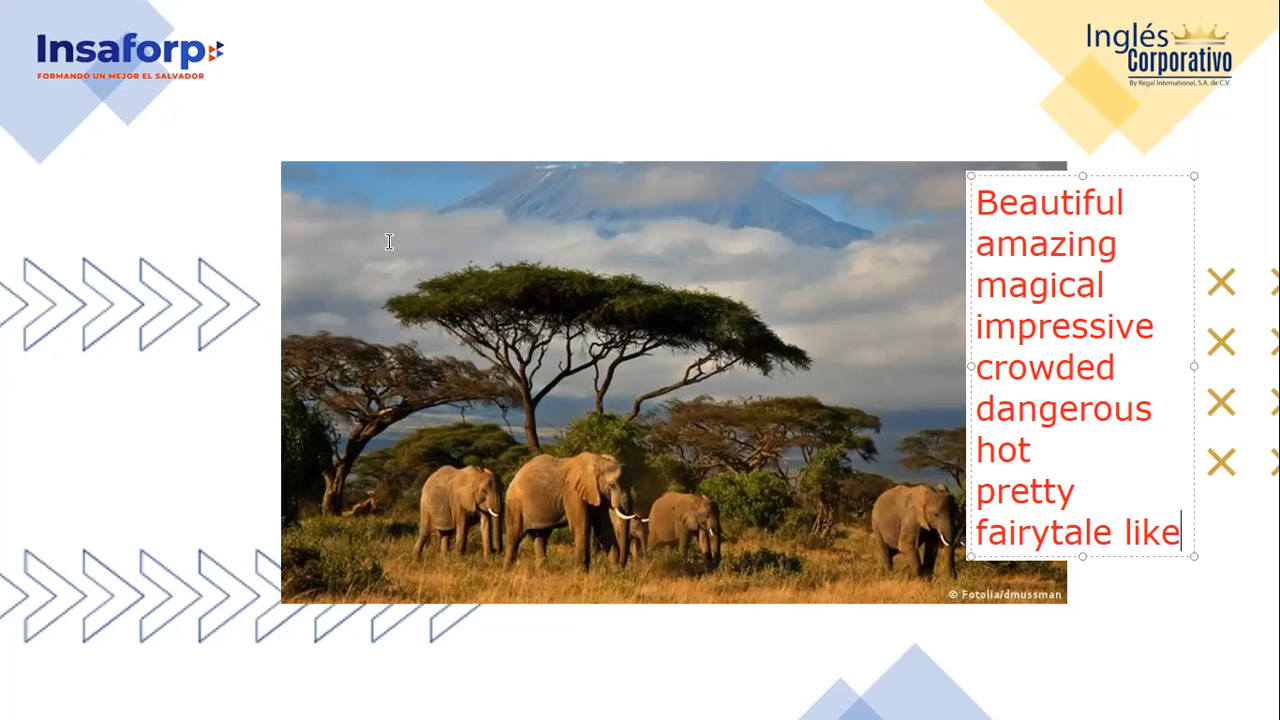 Insaforp
FORMANDO UN MEJOR EL SALVADOR
Inglés
Corporativo
By Regal International, S.A. de C.V.
Beautiful
amazing
magical
impressive
crowded
dangerous
hot
pretty
fairytale like
© Fotolia/dmussman